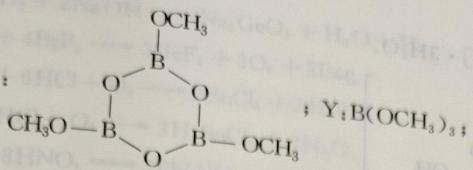 OCH₃
:
B
O
O
; Y:B(OCH₃)₃;
CH₃O—B
B—OCH₃
O